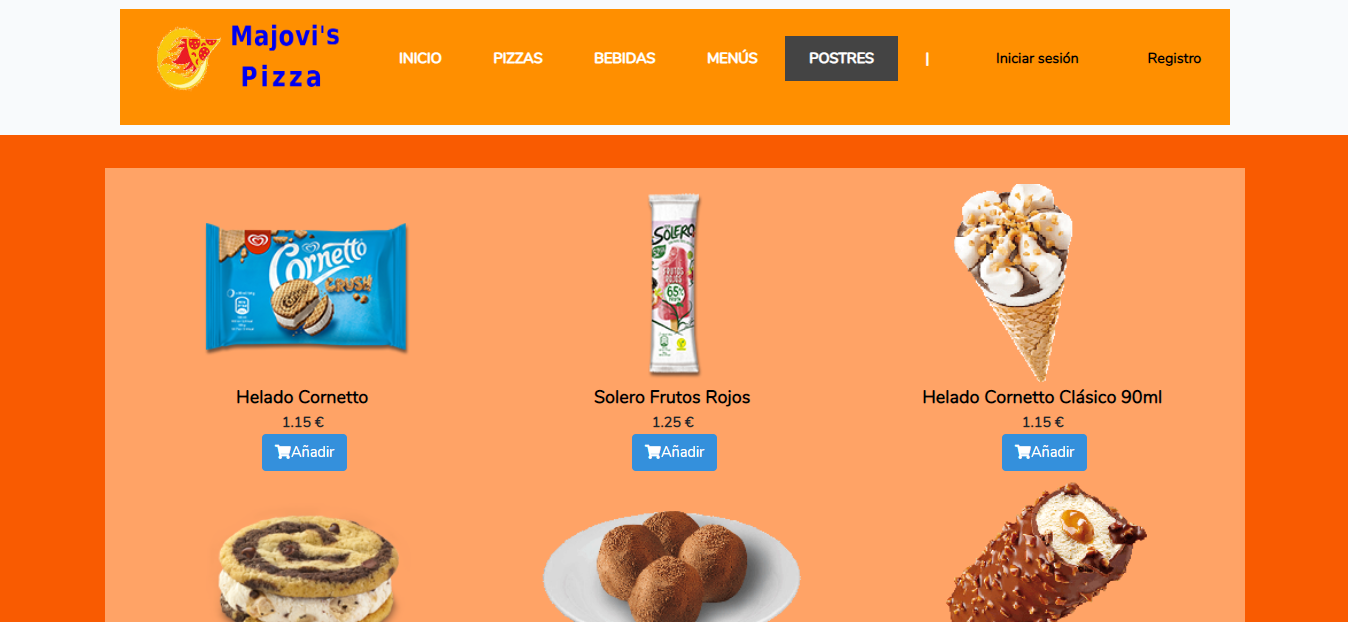 Majovi's
Pizza
INICIO
PIZZAS
BEBIDAS
MENÚS
POSTRES
|
Iniciar sesión
Registro
Cornetto
CRUSH
SOLERO
FRUTOS
ROJOS
65%
Helado Cornetto
Solero Frutos Rojos
Helado Cornetto Clásico 90ml
1.15 €
1.25 €
1.15 €
Añadir
Añadir
Añadir